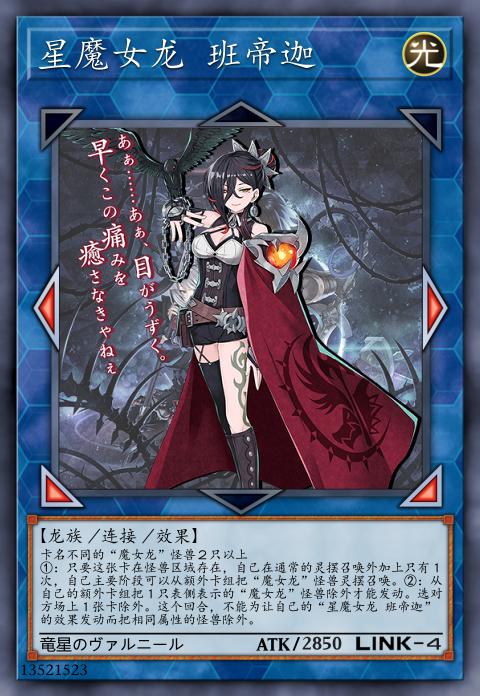 星魔女龙 班帝迦
光
あぁ……あぁ、目がうずく。
早くこの痛みを
癒さなきゃねぇ
【龙族／连接／效果】
卡名不同的“魔女龙”怪兽２只以上
①：只要这张卡在怪兽区域存在，自己在通常的灵摆召唤外加上只有１
次，自己主要阶段可以从额外卡组把“魔女龙”怪兽灵摆召唤。②：从
自己的额外卡组把１只表侧表示的“魔女龙”怪兽除外才能发动。选对
方场上１张卡除外。这个回合，不能为让自己的“星魔女龙 班帝迦”
的效果发动而把相同属性的怪兽除外。
竜星のヴァルニール
ATK/2850 LINK-4
13521523